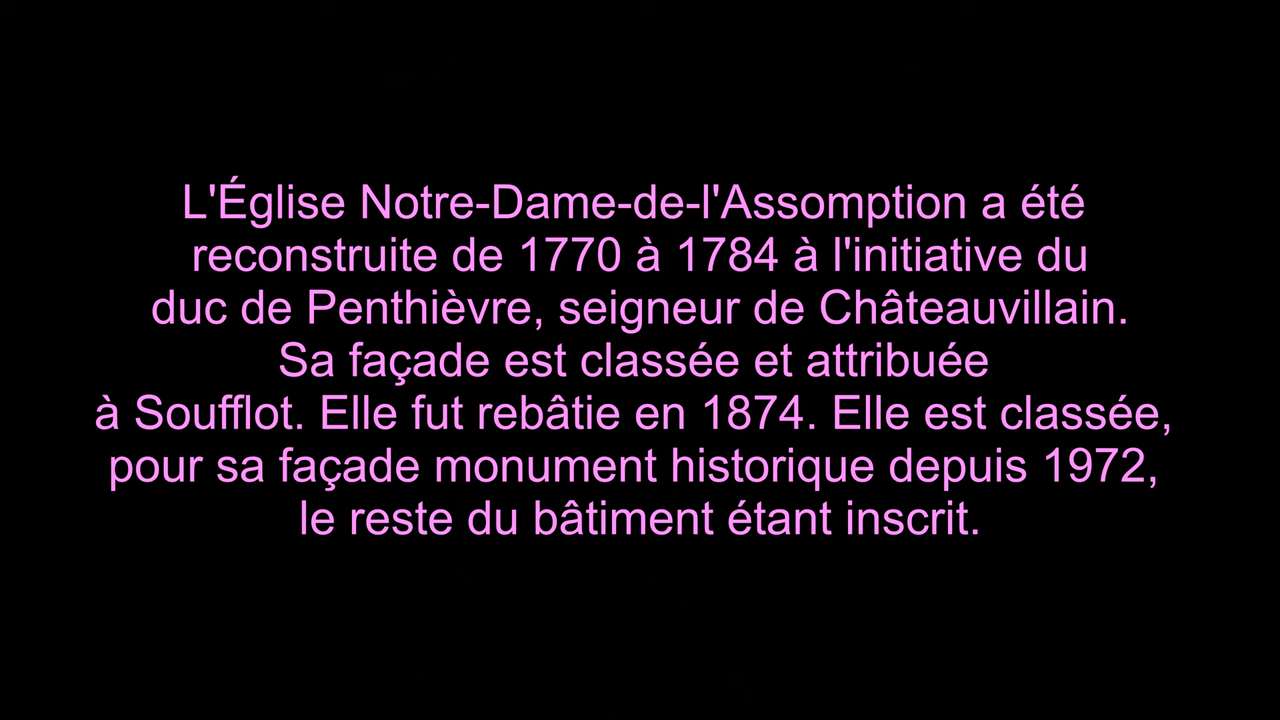 L'Église Notre-Dame-de-l'Assomption a été
reconstruite de 1770 à 1784 à l'initiative du
duc de Penthièvre, seigneur de Châteauvillain.
Sa façade est classée et attribuée
à Soufflot. Elle fut rebâtie en 1874. Elle est classée,
pour sa façade monument historique depuis 1972,
le reste du bâtiment étant inscrit.